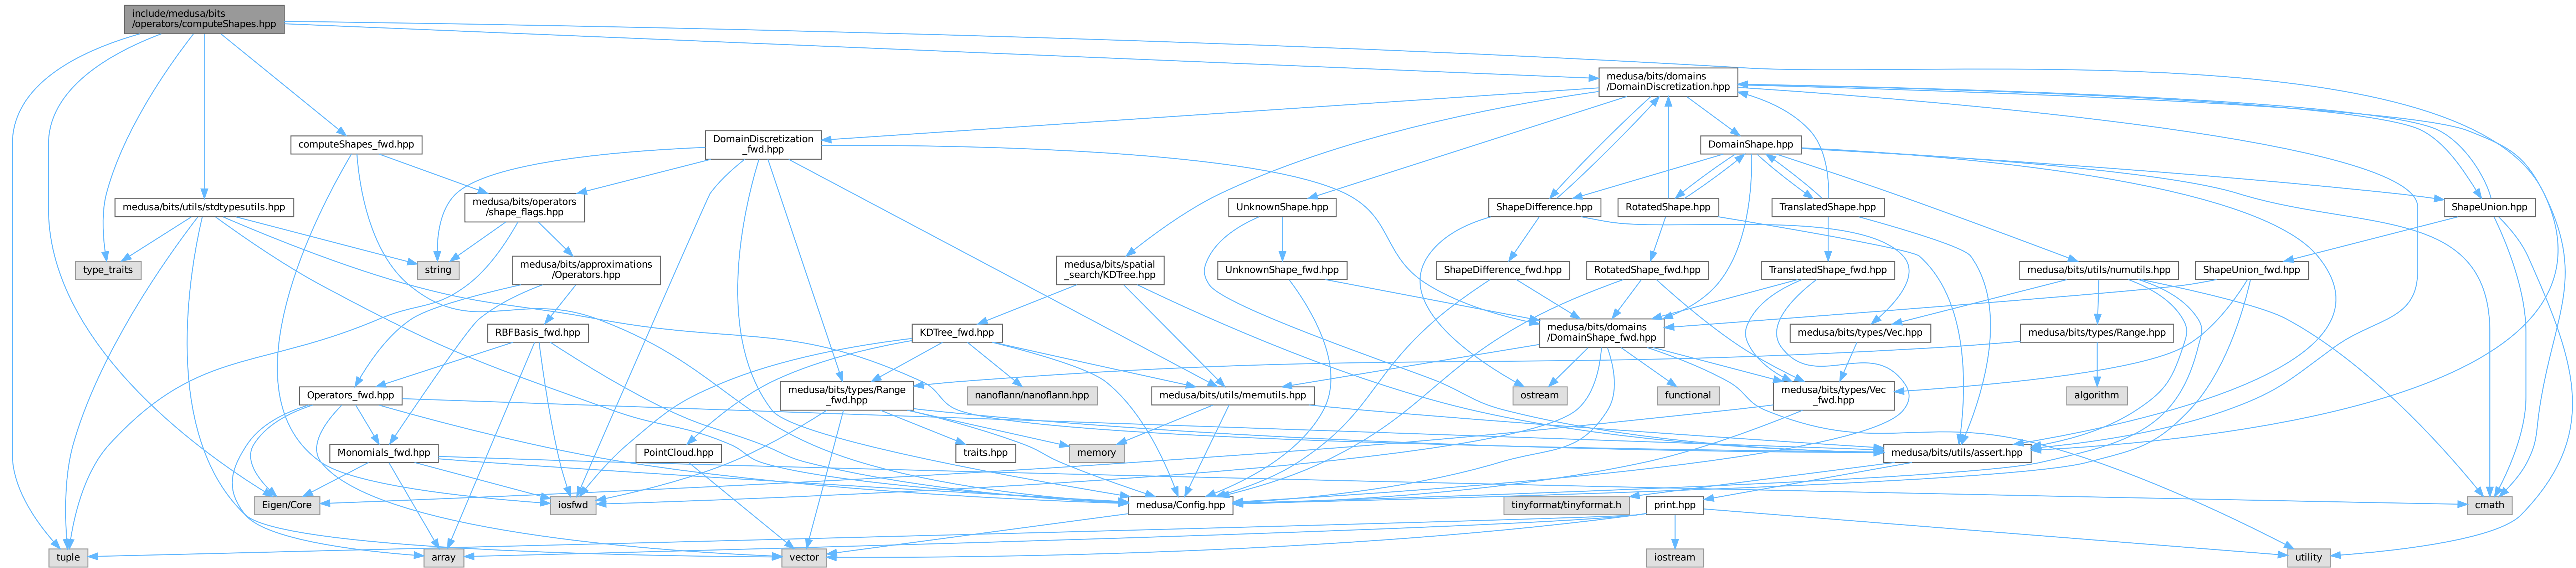 include/medusa/bits
/operators/computeShapes.hpp
medusa/bits/domains
/DomainDiscretization.hpp
computeShapes_fwd.hpp
DomainDiscretization
_fwd.hpp
DomainShape.hpp
medusa/bits/utils/stdtypesutils.hpp
medusa/bits/operators
/shape_flags.hpp
UnknownShape.hpp
ShapeDifference.hpp
RotatedShape.hpp
TranslatedShape.hpp
ShapeUnion.hpp
type_traits
string
medusa/bits/approximations
/Operators.hpp
medusa/bits/spatial
_search/KDTree.hpp
UnknownShape_fwd.hpp
ShapeDifference_fwd.hpp
RotatedShape_fwd.hpp
TranslatedShape_fwd.hpp
medusa/bits/utils/numutils.hpp
ShapeUnion_fwd.hpp
RBFBasis_fwd.hpp
KDTree_fwd.hpp
medusa/bits/domains
/DomainShape_fwd.hpp
medusa/bits/types/Vec.hpp
medusa/bits/types/Range.hpp
Operators_fwd.hpp
medusa/bits/types/Range
_fwd.hpp
nanoflann/nanoflann.hpp
medusa/bits/utils/memutils.hpp
ostream
functional
medusa/bits/types/Vec
_fwd.hpp
algorithm
Monomials_fwd.hpp
PointCloud.hpp
traits.hpp
memory
medusa/bits/utils/assert.hpp
Eigen/Core
iosfwd
medusa/Config.hpp
tinyformat/tinyformat.h
print.hpp
cmath
tuple
array
vector
iostream
utility